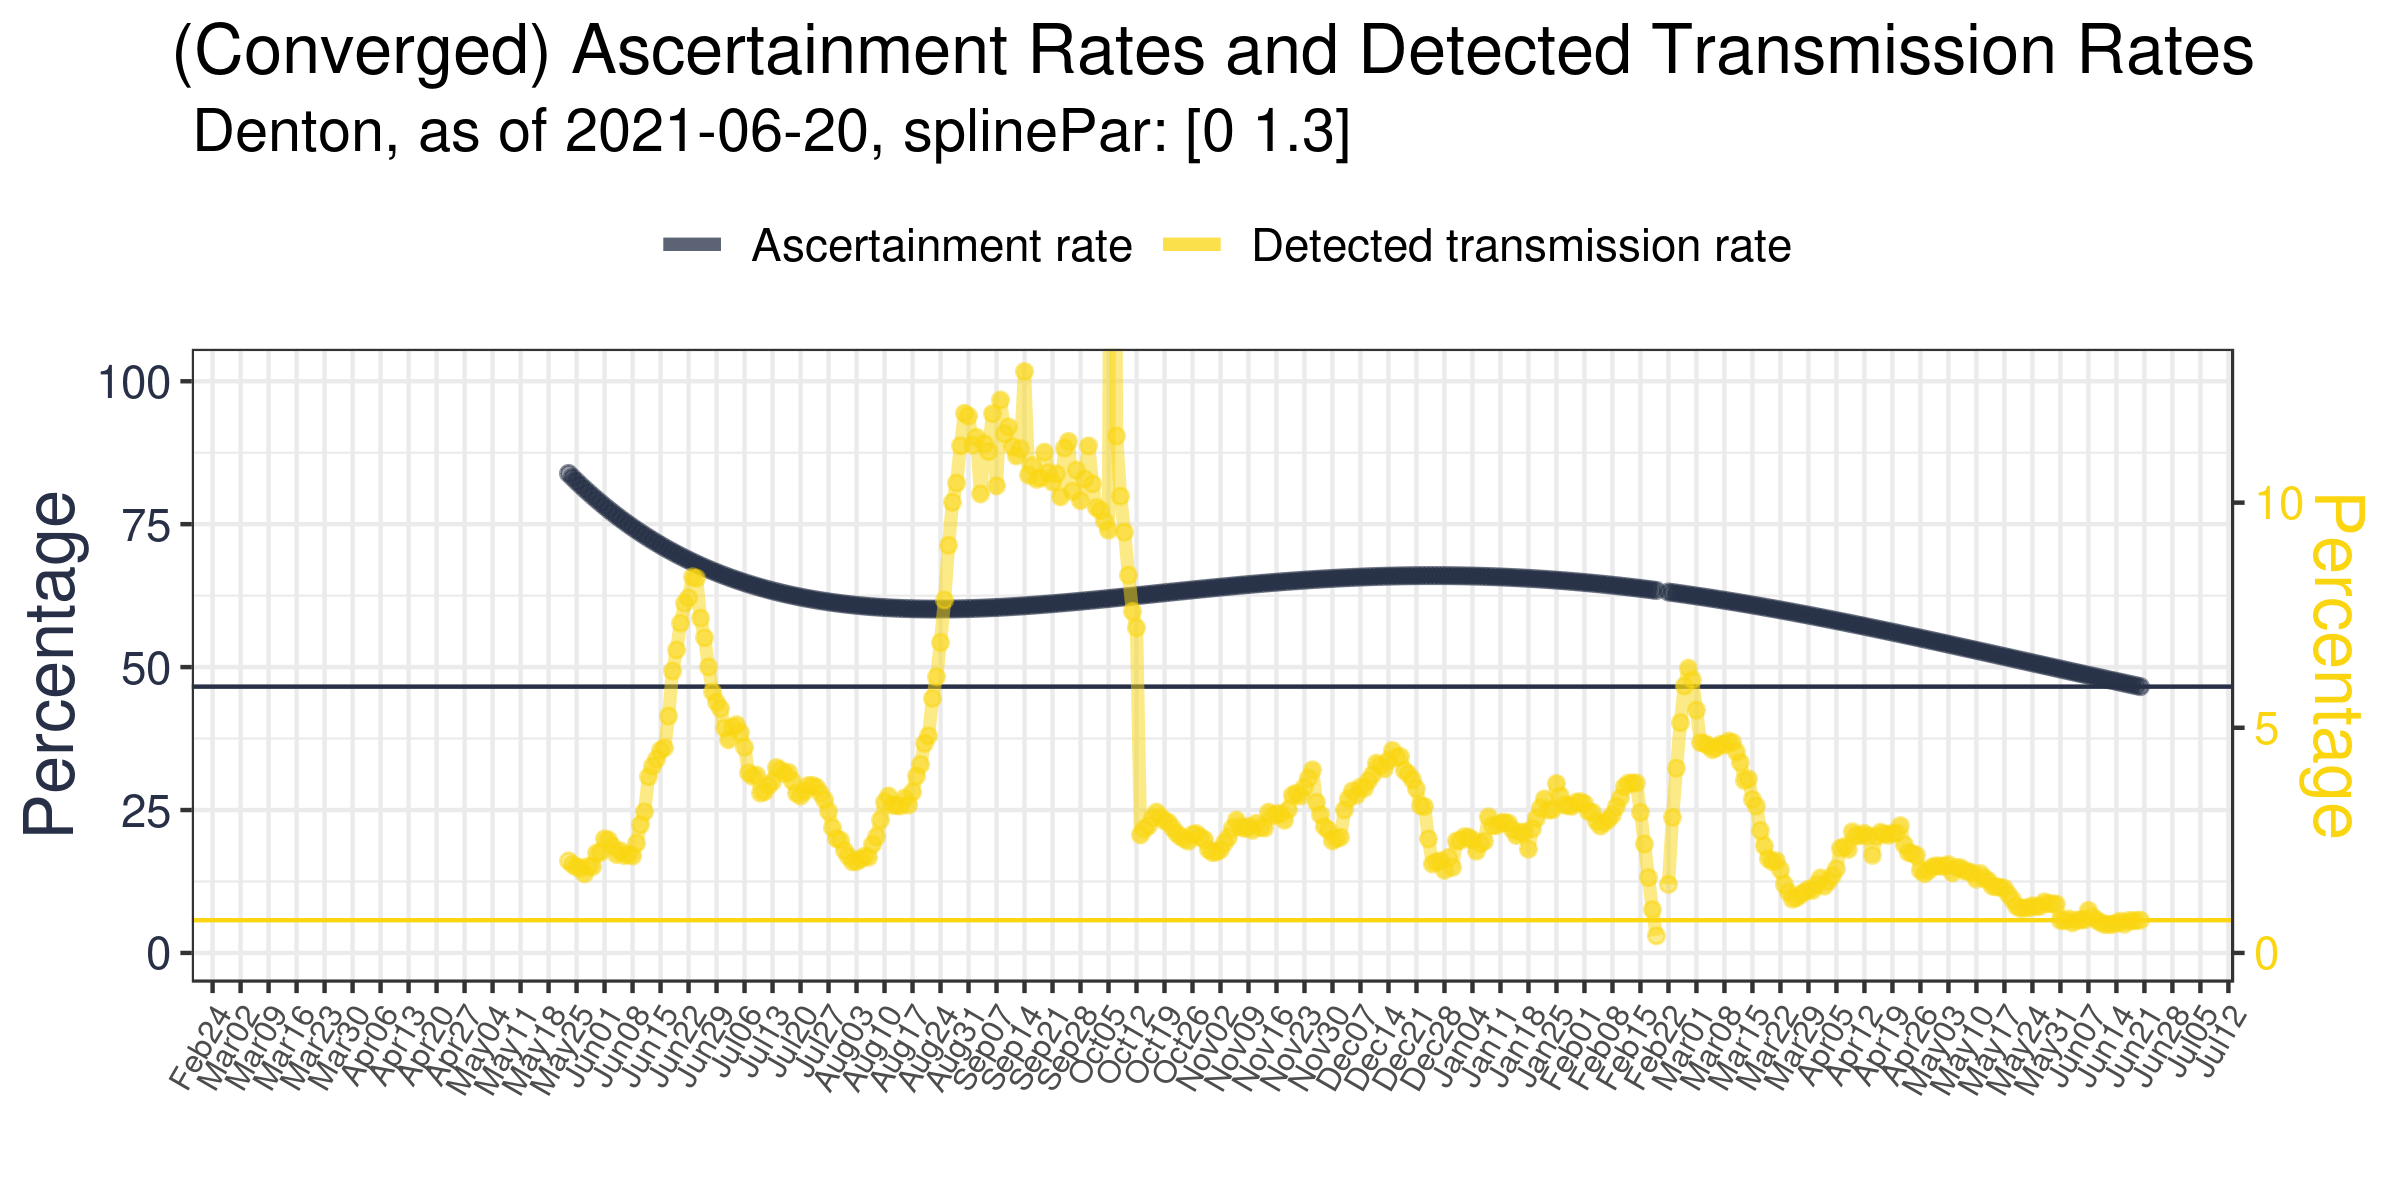 (Converged) Ascertainment Rates and Detected Transmission Rates
Denton, as of 2021-06-20, splinePar: [0 1.3]
Ascertainment rate Detected transmission rate
Percentage
100
75
50
25
0
10
5
0
Percentage
Feb24 Mar02 Mar09 Mar16 Mar23 Mar30 Apr06 Apr13 Apr20 Apr27 May04 May11 May18 May25 Jun01 Jun08 Jun15 Jun22 Jun29 Jul06 Jul13 Jul20 Jul27 Aug03 Aug10 Aug17 Aug24 Aug31 Sep07 Sep14 Sep21 Sep28 Oct05 Oct12 Oct19 Oct26 Nov02 Nov09 Nov16 Nov23 Nov30 Dec07 Dec14 Dec21 Dec28 Jan04 Jan11 Jan18 Jan25 Feb01 Feb08 Feb15 Feb22 Mar01 Mar08 Mar15 Mar22 Mar29 Apr05 Apr12 Apr19 Apr26 May03 May10 May17 May24 May31 Jun07 Jun14 Jun21 Jun28 Jul05 Jul12